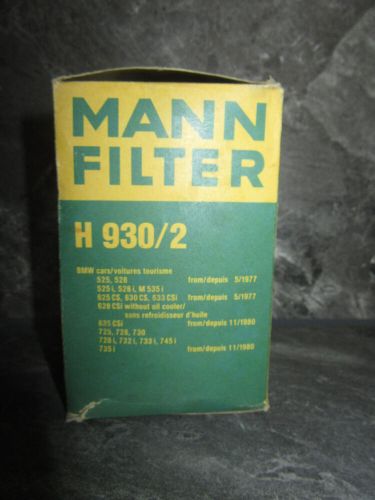 MANN
FILTER
H 930/2
BMW cars/voitures tourisme
525, 528 from/depuis 5/1977
525 i, 528 i, M 535 i
625 CS, 630 CS, 633 CSi from/depuis 5/1977
628 CSi without oil cooler/
sans refroidisseur d'huile
635 CSi from/depuis 11/1980
725, 728, 730
728 i, 732 i, 733 i, 745 i
735 i from/depuis 11/1980